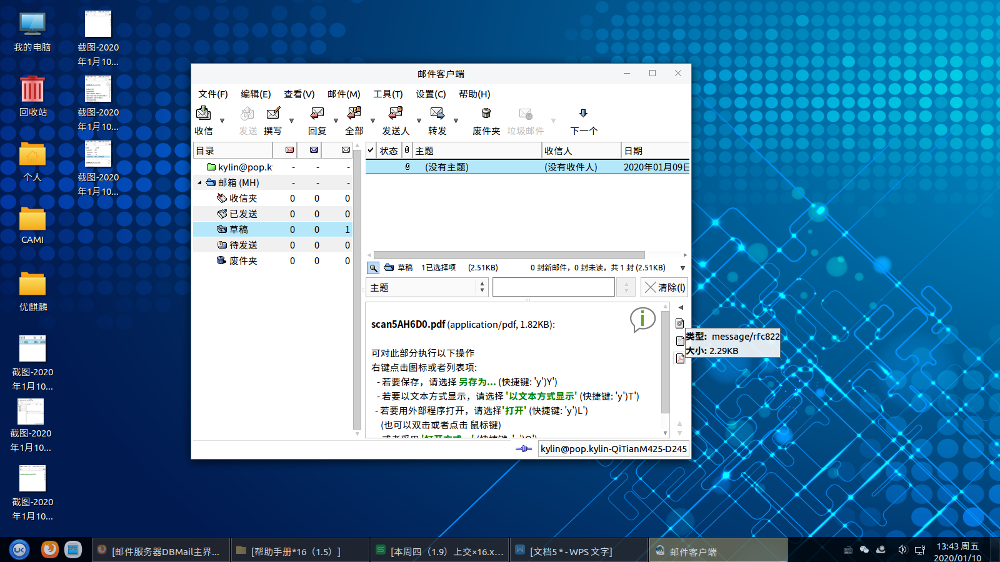 我的电脑
截图-2020
年1月10...
回收站
截图-2020
年1月10...
个人
截图-2020
年1月10...
CAMI
优麒麟
截图-2020
年1月10...
截图-2020
年1月10...
截图-2020
年1月10...
邮件客户端
文件(F) 编辑(E) 查看(V) 邮件(M) 工具(T) 设置(C) 帮助(H)
收信 发送 撰写 回复 全部 发送人 转发 废件夹 垃圾邮件 下一个
目录
状态 主题 收信人 日期
kylin@pop.k - - -
(没有主题) (没有收件人) 2020年01月09日
邮箱 (MH) - - -
收信夹 0 0 0
已发送 0 0 0
草稿 0 0 1
待发送 0 0 0
废件夹 0 0 0
草稿 1已选择项 (2.51KB) 0 封新邮件，0 封未读，共 1 封 (2.51KB)
主题 清除(I)
scan5AH6D0.pdf (application/pdf, 1.82KB):
可对此部分执行以下操作
右键点击图标或者列表项:
- 若要保存，请选择 另存为... (快捷键: 'y')Y')
- 若要以文本方式显示，请选择 '以文本方式显示' (快捷键: 'y')T')
- 若要用外部程序打开，请选择'打开' (快捷键: 'y')L')
(也可以双击或者点击 鼠标键)
类型: message/rfc822
大小: 2.29KB
kylin@pop.kylin-QiTianM425-D245
UK
[邮件服务器DBMail主界...
[帮助手册*16（1.5）]
[本周四（1.9）上交×16.x...
[文档5 * - WPS 文字]
邮件客户端
13:43 周五
2020/01/10